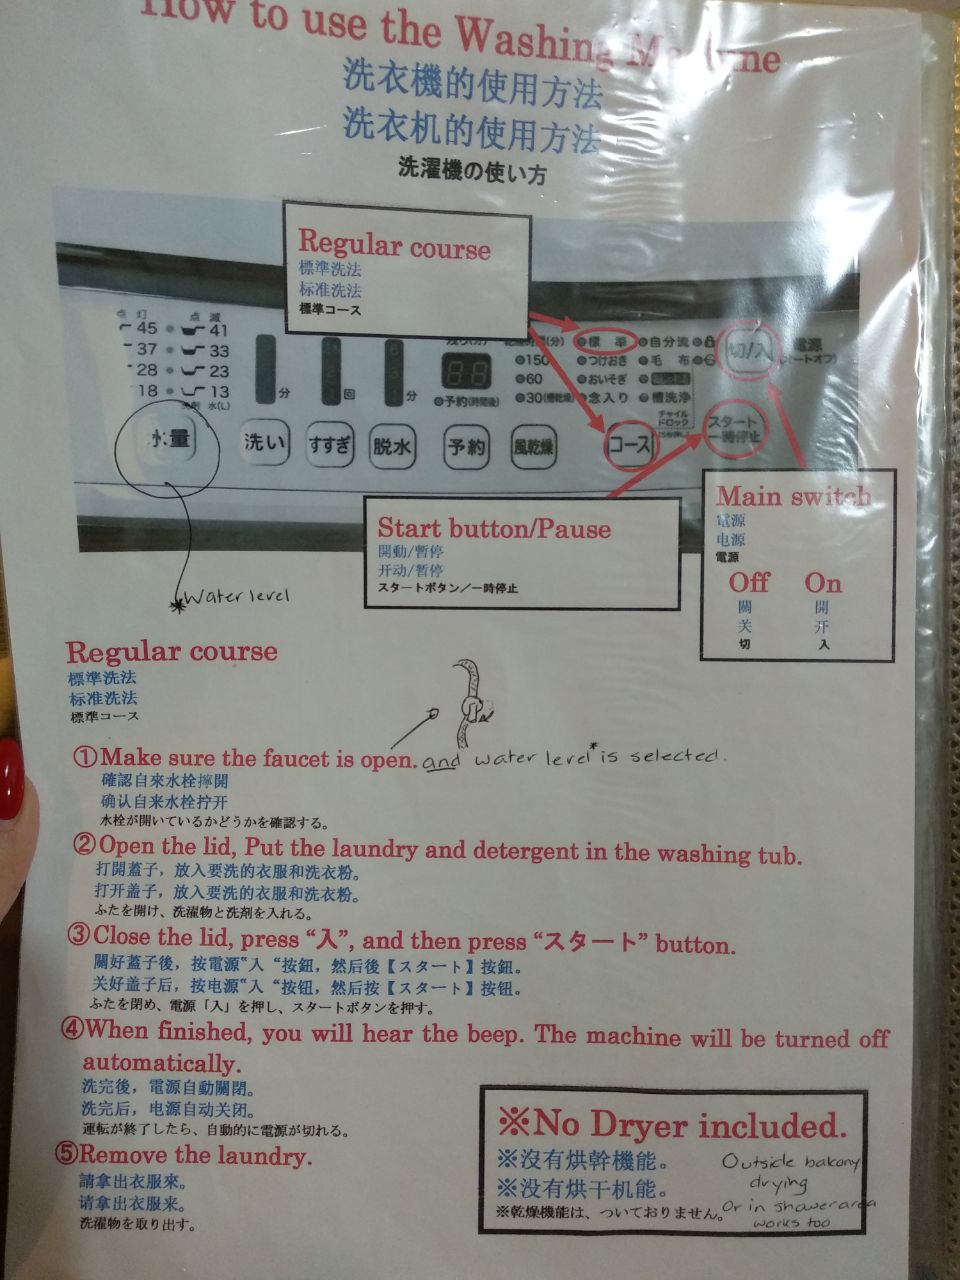 How to use the Washing Machine
洗衣機的使用方法
洗衣机的使用方法
洗濯機の使い方
Regular course
標準洗法
标准洗法
標準コース
点 灯 点 滅
45 41
37 33
28 23
18 13
水(L)
分
回
分
予約(時間後)
150
60
30
標 準
つけおき
おいそぎ
念入り
自分流
毛 布
槽洗浄
チャイルドロック
切/入
電源
水量
洗い
すすぎ
脱水
予約
風乾燥
コース
スタート
一時停止
Start button/Pause
開動/暫停
开动/暂停
スタートボタン/一時停止
Main switch
電源
电源
電源
Off On
關 開
关 开
切 入
*Water level
Regular course
標準洗法
标准洗法
標準コース
①Make sure the faucet is open. and water level* is selected.
確認自來水栓擰開
确认自来水栓拧开
水栓が開いているかどうかを確認する。
②Open the lid, Put the laundry and detergent in the washing tub.
打開蓋子，放入要洗的衣服和洗衣粉。
打开盖子，放入要洗的衣服和洗衣粉。
ふたを開け、洗濯物と洗剤を入れる。
③Close the lid, press “入”, and then press “スタート” button.
關好蓋子後，按電源“入“按鈕，然后後【スタート】按鈕。
关好盖子后，按电源“入“按钮，然后按【スタート】按钮。
ふたを閉め、電源「入」を押し、スタートボタンを押す。
④When finished, you will hear the beep. The machine will be turned off
automatically.
洗完後，電源自動關閉。
洗完后，电源自动关闭。
運転が終了したら、自動的に電源が切れる。
⑤Remove the laundry.
請拿出衣服來。
请拿出衣服来。
洗濯物を取り出す。
※No Dryer included.
※沒有烘幹機能。
※没有烘干机能。
※乾燥機能は、ついておりません。
Outside balkony
drying
Or in shower area
works too